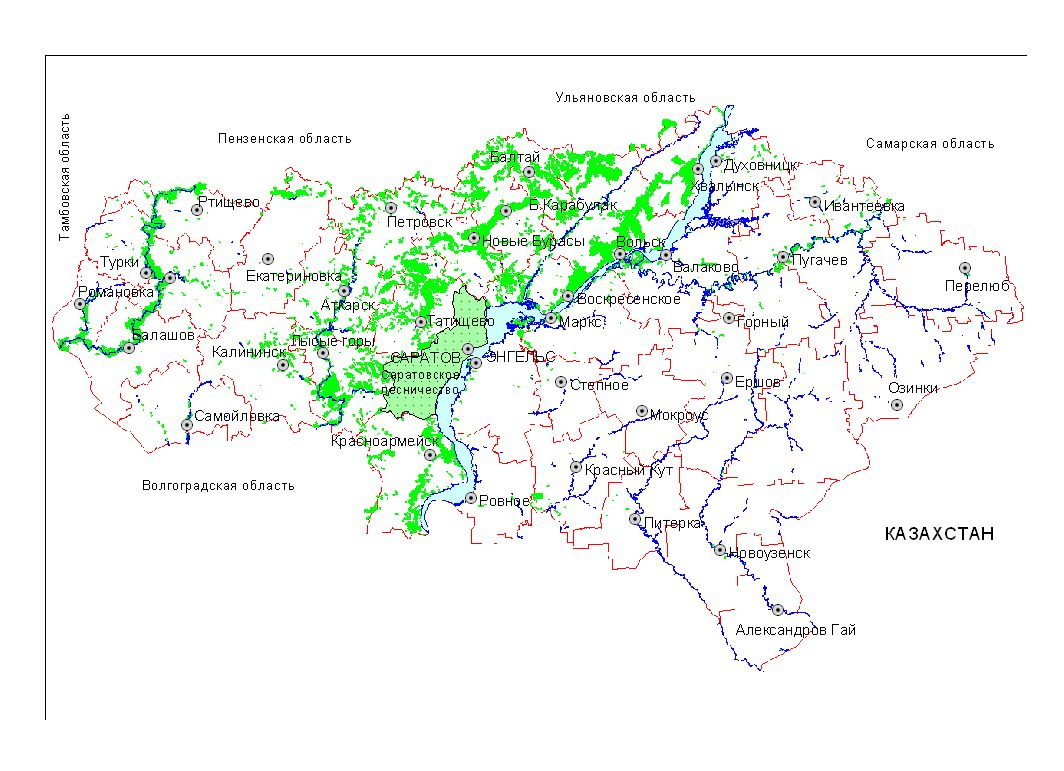 Ульяновская область
Пензенская область
Самарская область
Тамбовская область
Балтай
Духовницк
Хвалынск
Ртищево
Б.Карабулак
Ивантеевка
Петровск
Новые Бурасы
Вольск
Турки
Пугачев
Валаково
Екатериновка
Перелюб
Романовка
Аткарск
Воскресенское
Татищево
Маркс
Горный
Балашов
Лысые горы
Калининск
САРАТОВ
ЭНГЕЛЬС
Саратовское
лесничество
Степное
Ершов
Озинки
Самойловка
Мокроус
Красноармейск
Красный Кут
Волгоградская область
Ровное
Питерка
КАЗАХСТАН
Новоузенск
Александров Гай